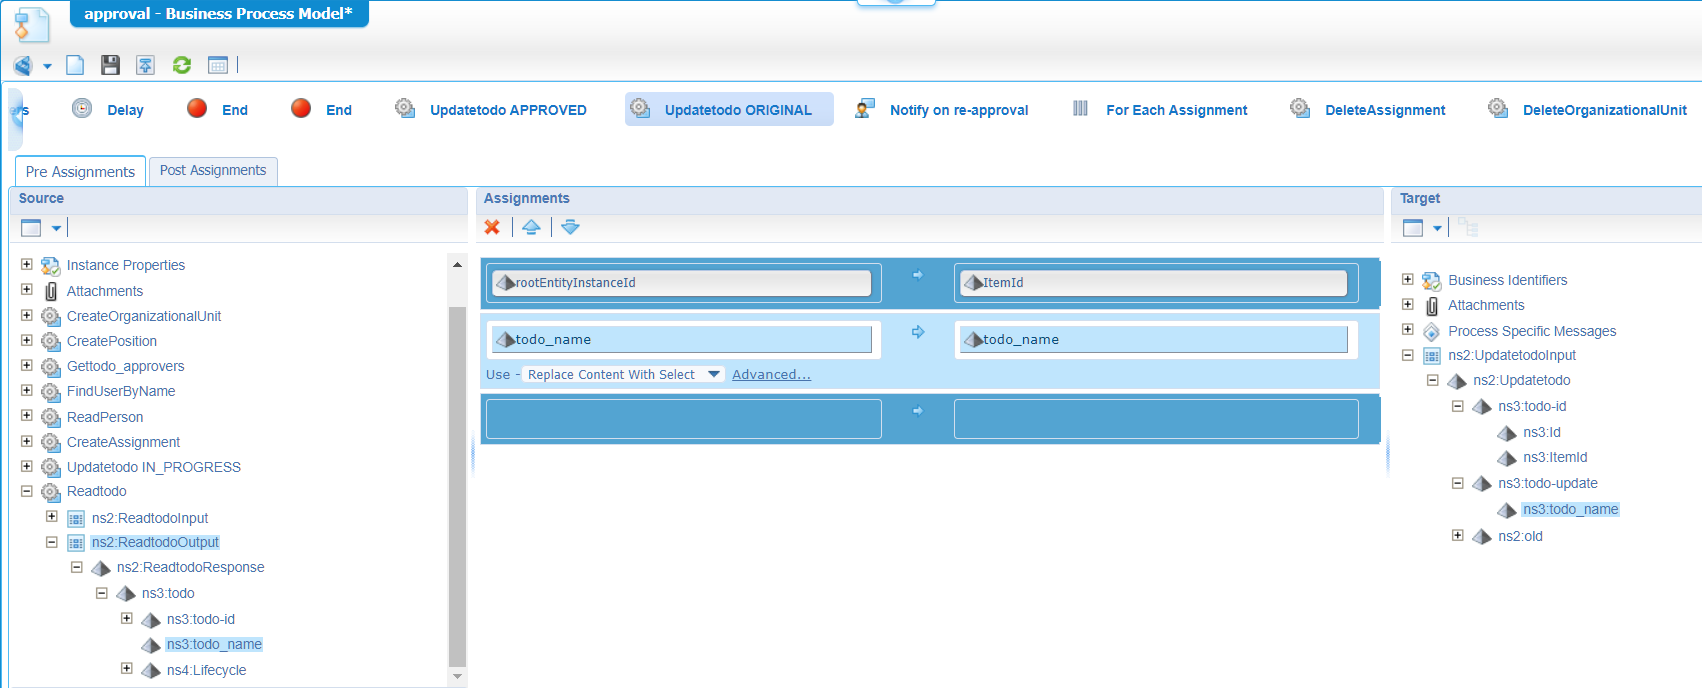 approval - Business Process Model*
ers Delay End End Updatetodo APPROVED Updatetodo ORIGINAL Notify on re-approval For Each Assignment DeleteAssignment DeleteOrganizationalUnit
Pre Assignments Post Assignments
Source
Instance Properties
Attachments
CreateOrganizationalUnit
CreatePosition
Gettodo_approvers
FindUserByName
ReadPerson
CreateAssignment
Updatetodo IN_PROGRESS
Readtodo
ns2:ReadtodoInput
ns2:ReadtodoOutput
ns2:ReadtodoResponse
ns3:todo
ns3:todo-id
ns3:todo_name
ns4:Lifecycle
Assignments
rootEntityInstanceId ItemId
todo_name todo_name
Use - Replace Content With Select Advanced...
Target
Business Identifiers
Attachments
Process Specific Messages
ns2:UpdatetodoInput
ns2:Updatetodo
ns3:todo-id
ns3:Id
ns3:ItemId
ns3:todo-update
ns3:todo_name
ns2:old